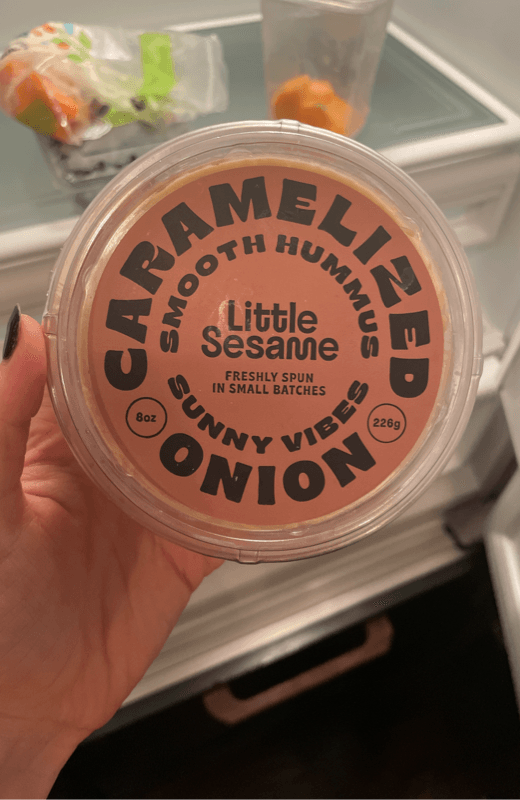 CARAMELIZED
SMOOTH HUMMUS
Little
Sesame
FRESHLY SPUN
IN SMALL BATCHES
8oz
226g
SUNNY VIBES
ONION